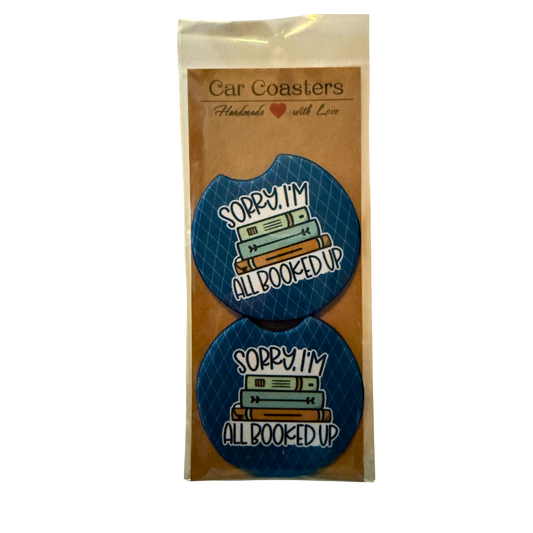 Car Coasters
Handmade with Love
SORRY, I'M
ALL BOOKED UP
SORRY, I'M
ALL BOOKED UP